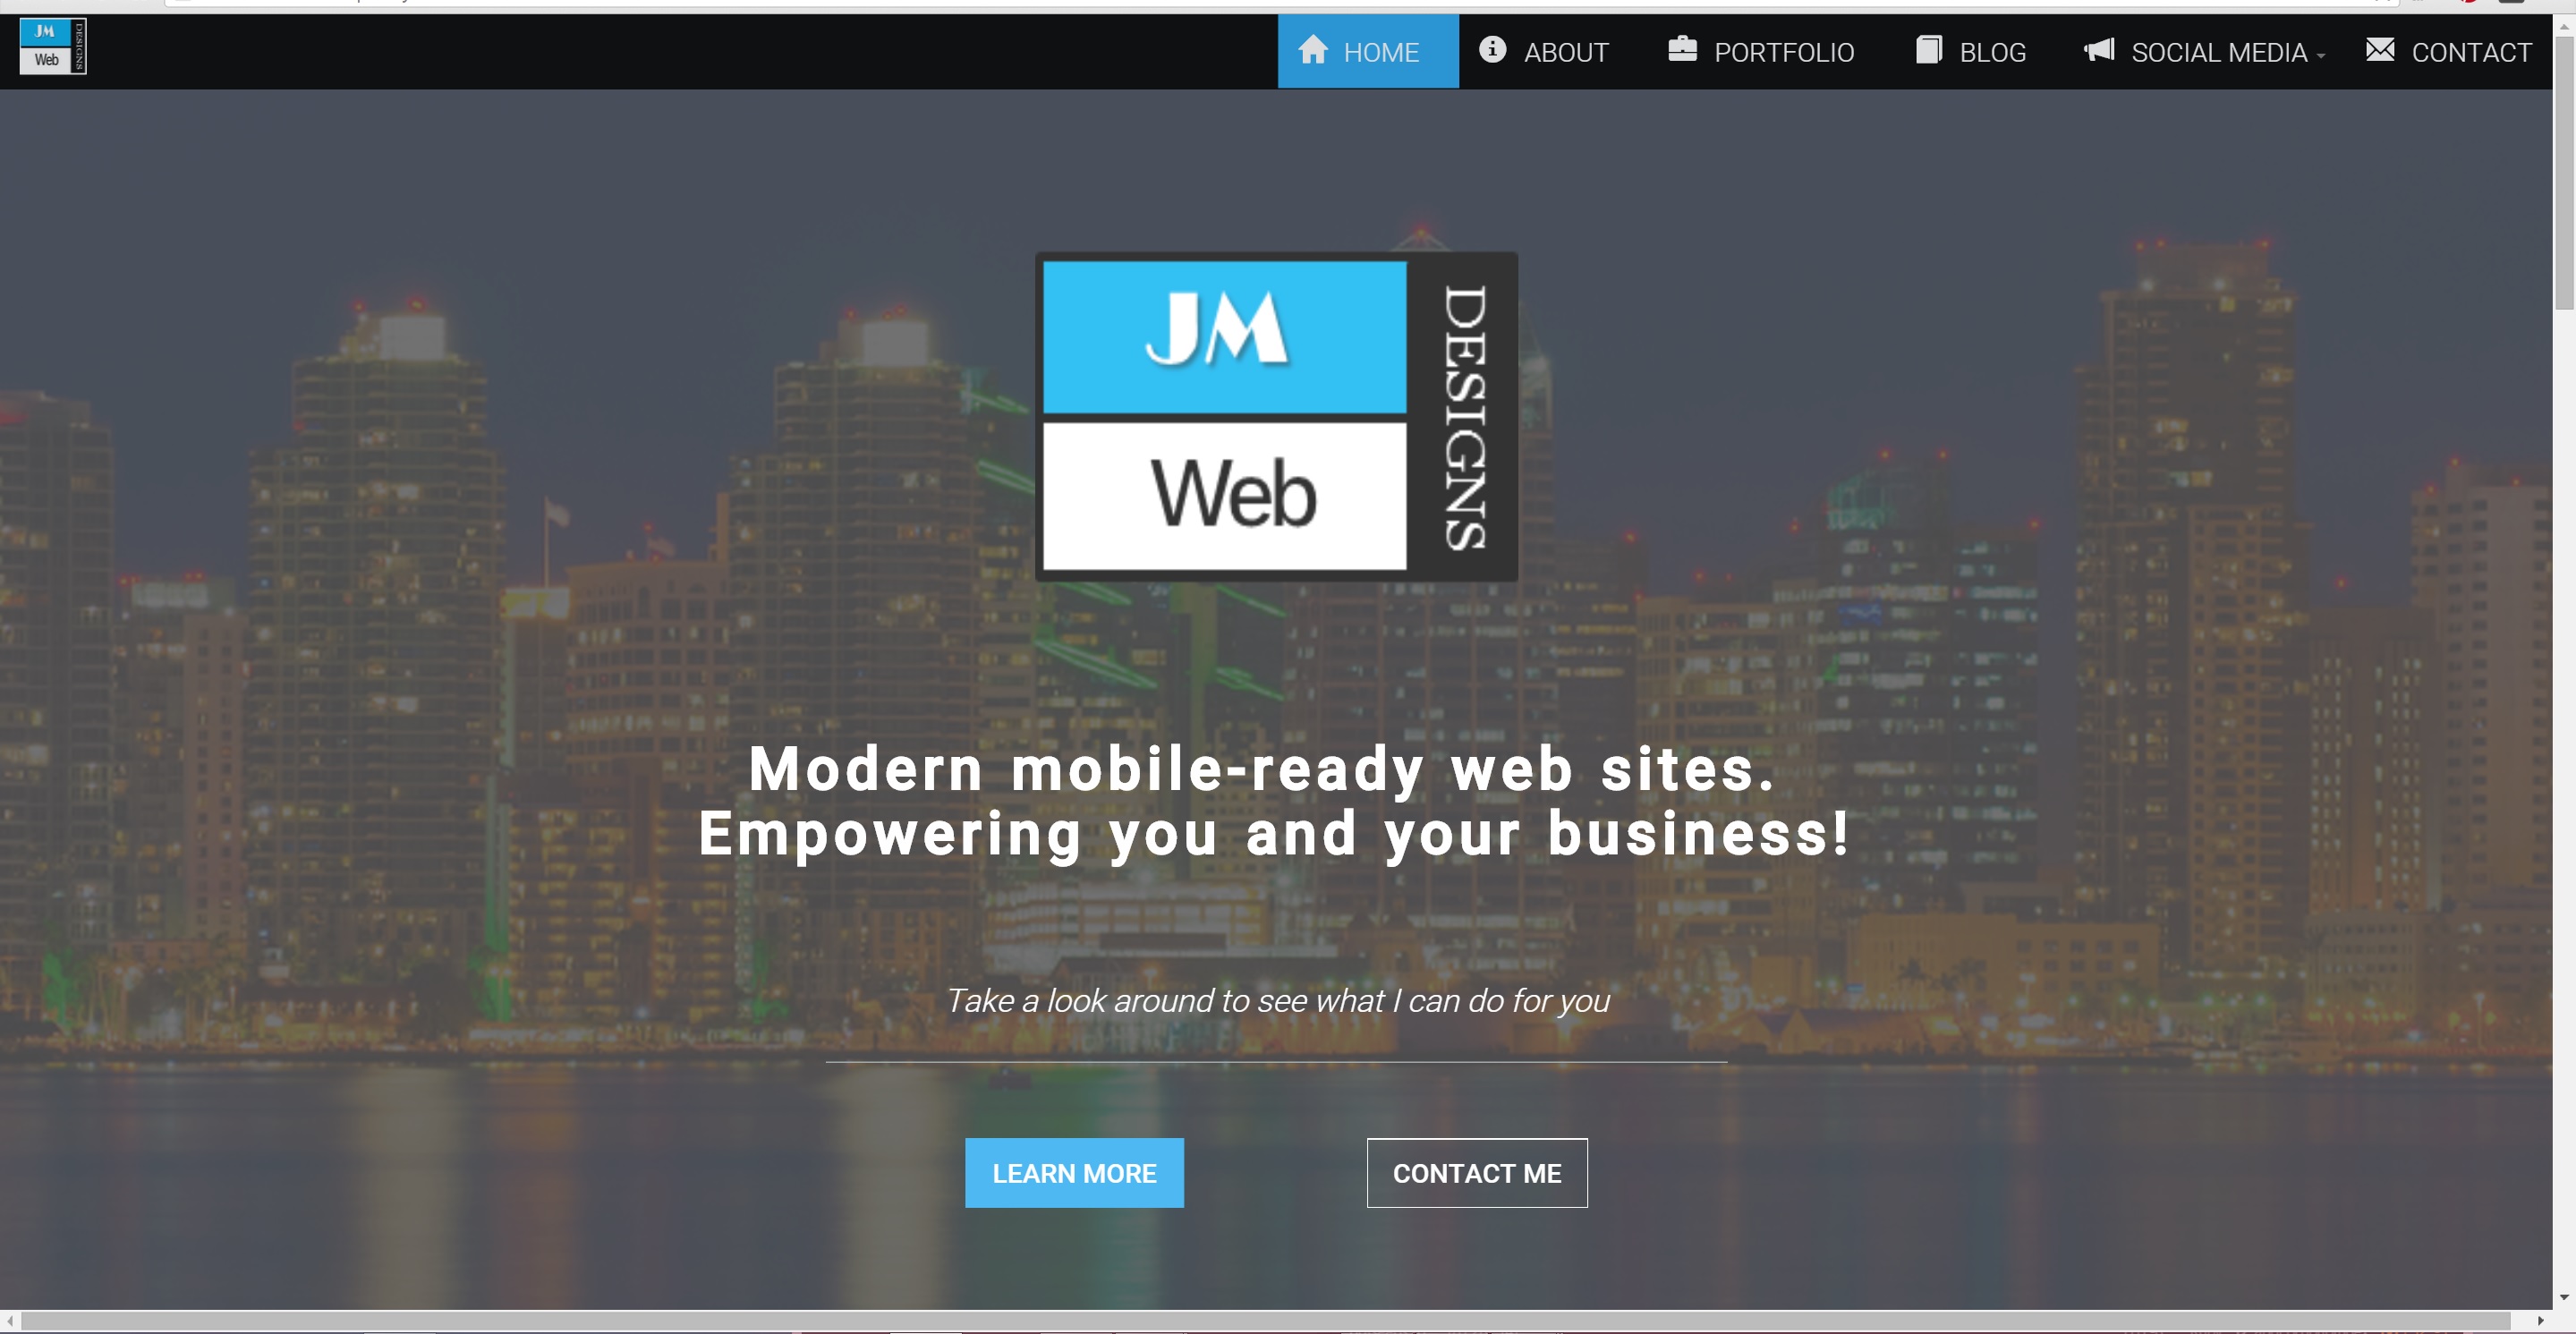 JM
Web
DESIGNS
HOME
ABOUT
PORTFOLIO
BLOG
SOCIAL MEDIA
CONTACT
JM
Web
DESIGNS
Modern mobile-ready web sites.
Empowering you and your business!
Take a look around to see what I can do for you
LEARN MORE
CONTACT ME